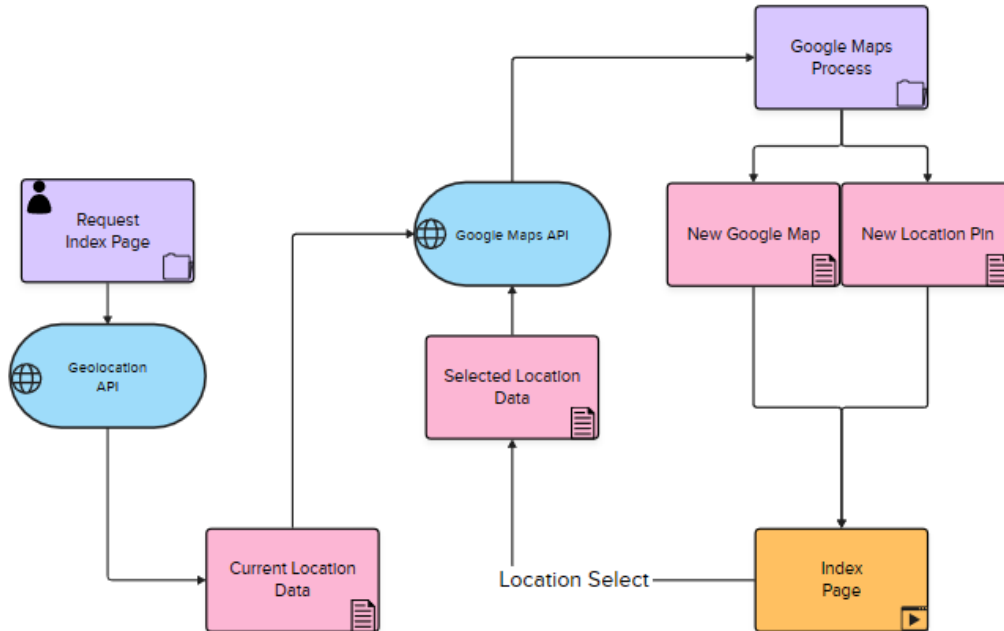 Google Maps
Process
Request
Index Page
Google Maps API
New Google Map
New Location Pin
Geolocation
API
Selected Location
Data
Current Location
Data
Location Select
Index
Page